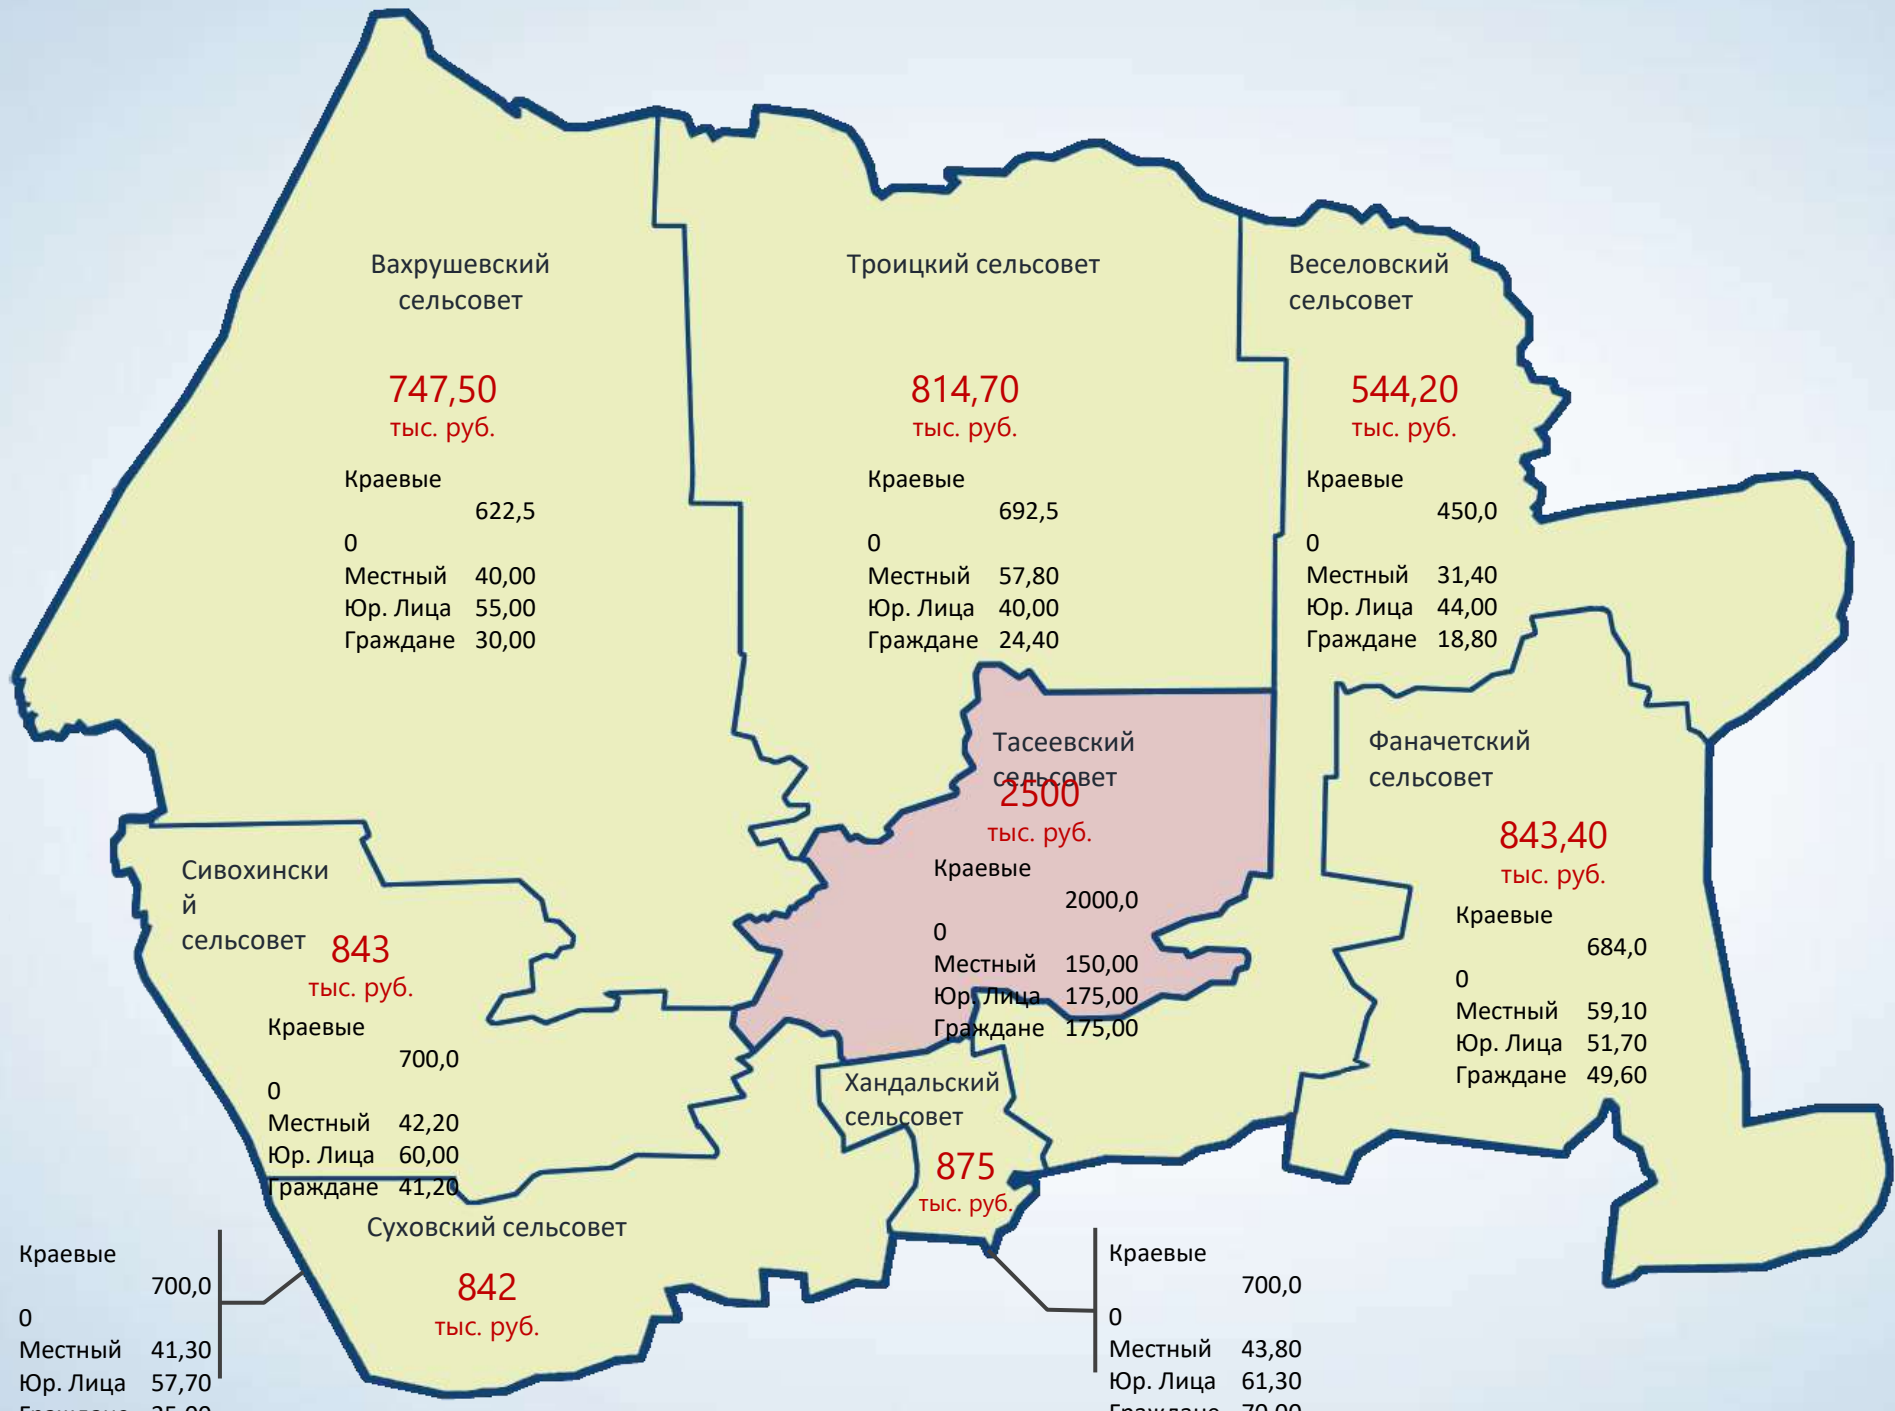 Вахрушевский
сельсовет
747,50
тыс. руб.
Краевые
622,5
0
Местный 40,00
Юр. Лица 55,00
Граждане 30,00
Троицкий сельсовет
814,70
тыс. руб.
Краевые
692,5
0
Местный 57,80
Юр. Лица 40,00
Граждане 24,40
Веселовский
сельсовет
544,20
тыс. руб.
Краевые
450,0
0
Местный 31,40
Юр. Лица 44,00
Граждане 18,80
Тасеевский
сельсовет
2500
тыс. руб.
Краевые
2000,0
0
Местный 150,00
Юр. Лица 175,00
Граждане 175,00
Фаначетский
сельсовет
843,40
тыс. руб.
Краевые
684,0
0
Местный 59,10
Юр. Лица 51,70
Граждане 49,60
Сивохински
й
сельсовет
843
тыс. руб.
Краевые
700,0
0
Местный 42,20
Юр. Лица 60,00
Граждане 41,20
Хандальский
сельсовет
875
тыс. руб.
Суховский сельсовет
842
тыс. руб.
Краевые
700,0
0
Местный 41,30
Юр. Лица 57,70
Краевые
700,0
0
Местный 43,80
Юр. Лица 61,30